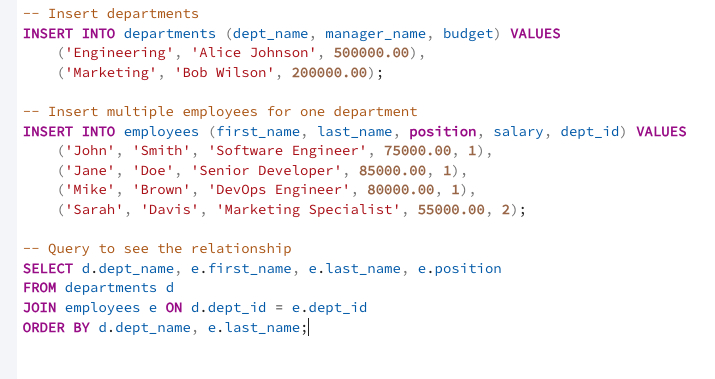 -- Insert departments
INSERT INTO departments (dept_name, manager_name, budget) VALUES
    ('Engineering', 'Alice Johnson', 500000.00),
    ('Marketing', 'Bob Wilson', 200000.00);

-- Insert multiple employees for one department
INSERT INTO employees (first_name, last_name, position, salary, dept_id) VALUES
    ('John', 'Smith', 'Software Engineer', 75000.00, 1),
    ('Jane', 'Doe', 'Senior Developer', 85000.00, 1),
    ('Mike', 'Brown', 'DevOps Engineer', 80000.00, 1),
    ('Sarah', 'Davis', 'Marketing Specialist', 55000.00, 2);

-- Query to see the relationship
SELECT d.dept_name, e.first_name, e.last_name, e.position
FROM departments d
JOIN employees e ON d.dept_id = e.dept_id
ORDER BY d.dept_name, e.last_name;